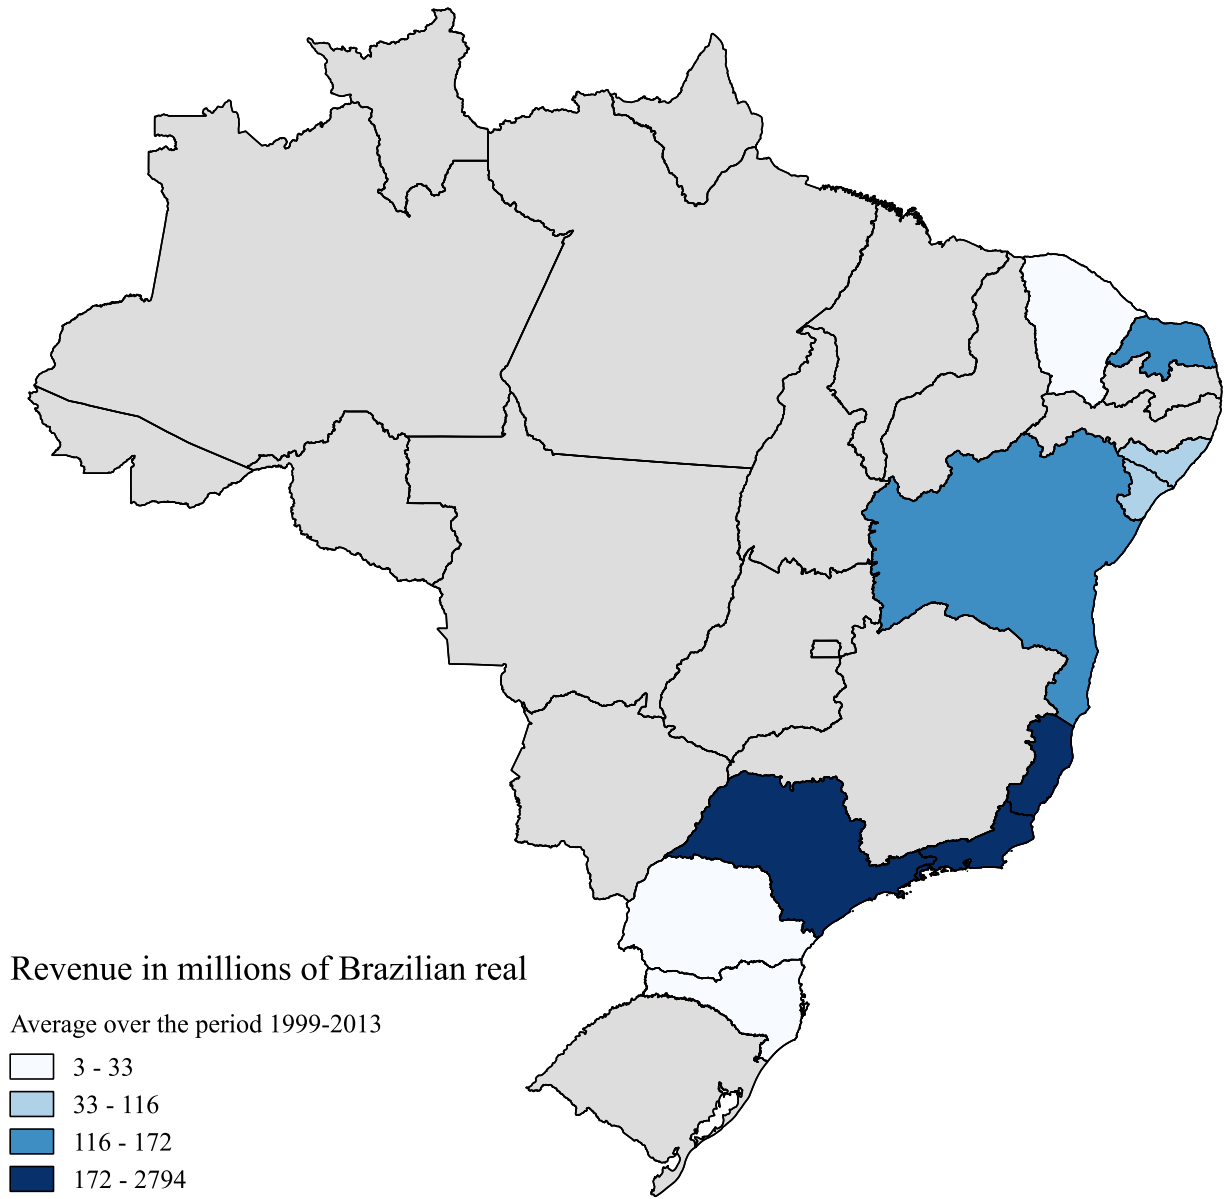 Revenue in millions of Brazilian real
Average over the period 1999-2013
3 - 33
33 - 116
116 - 172
172 - 2794